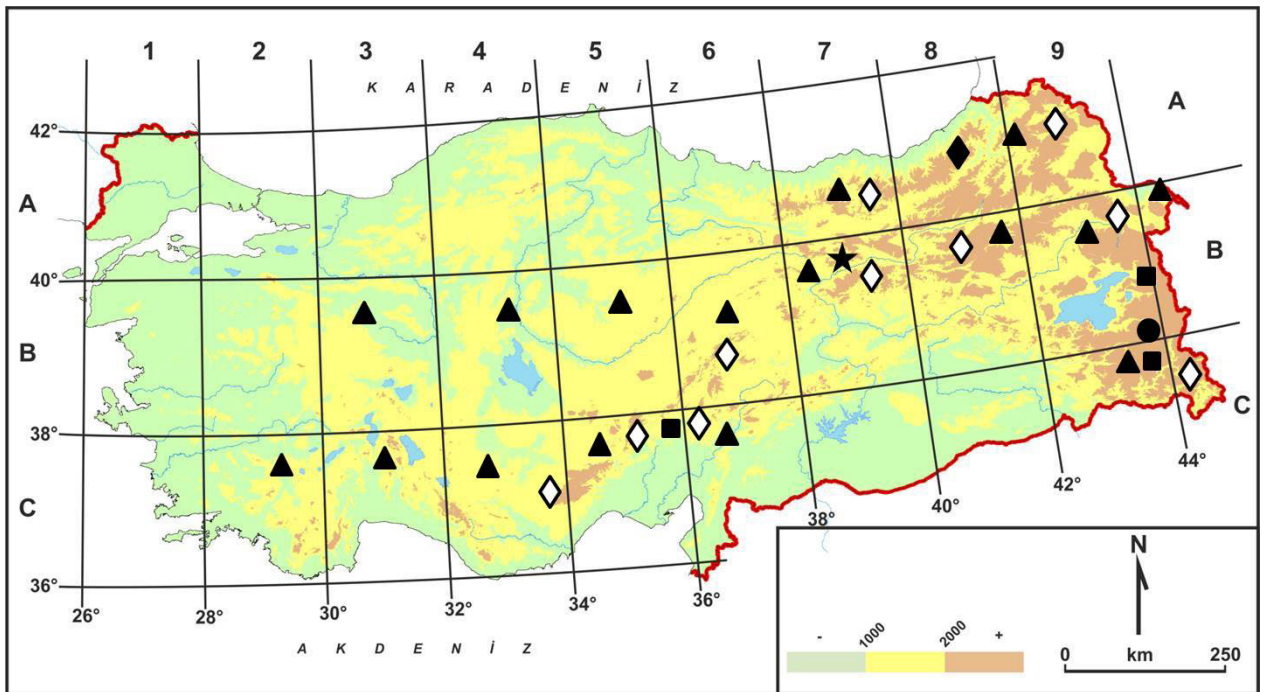 1 2 3 4 5 6 7 8 9
K A R A D E N İ Z
A
42°
A
B
40°
B
C
38°
44°
42°
C
40°
38°
36°
36°
34°
32°
26° 28° 30°
A K D E N İ Z
N
- 1000 2000 +
0 km 250